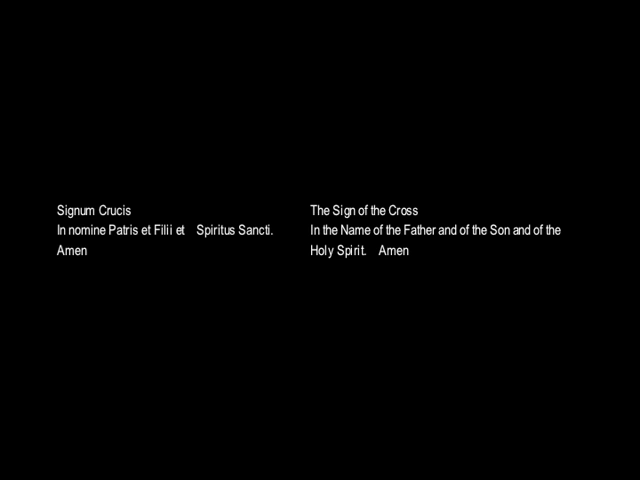 Signum Crucis
In nomine Patris et Filii et Spiritus Sancti.
Amen
The Sign of the Cross
In the Name of the Father and of the Son and of the
Holy Spirit. Amen